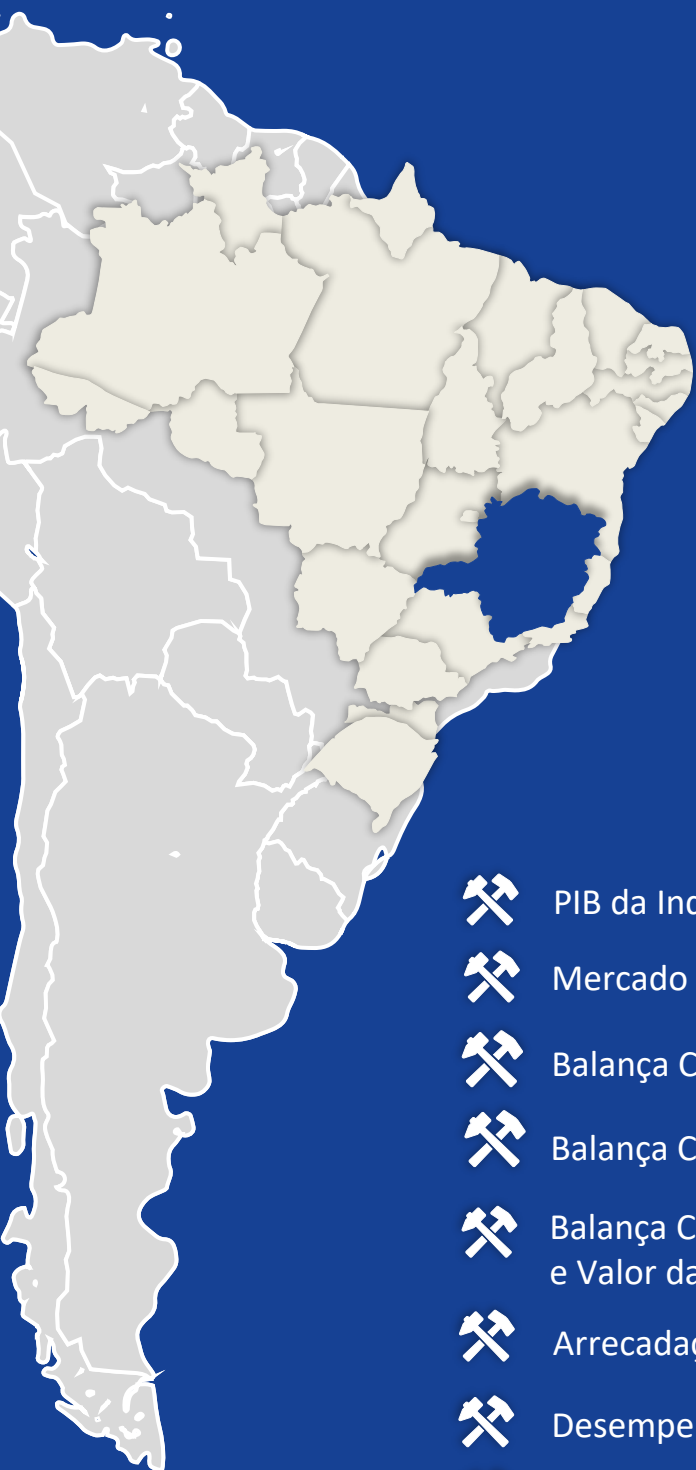 PIB da Ind
Mercado
Balança C
Balança C
Balança C
e Valor da
Arrecadaç
Desempe